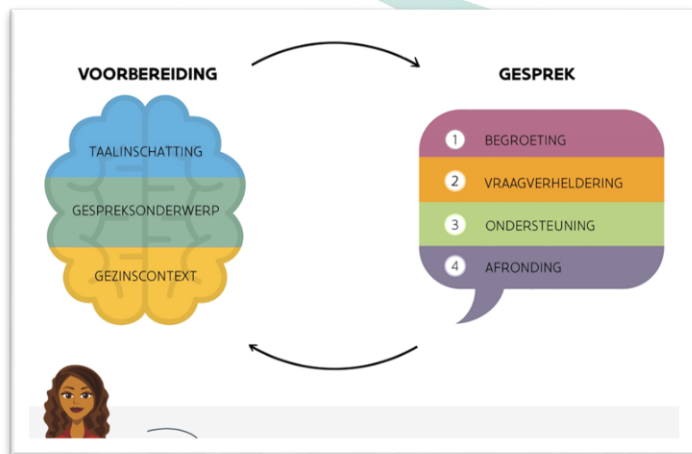 VOORBEREIDING
TAALINSCHATTING
GESPREKSONDERWERP
GEZINSCONTEXT
GESPREK
1 BEGROETING
2 VRAAGVERHELDERING
3 ONDERSTEUNING
4 AFRONDING